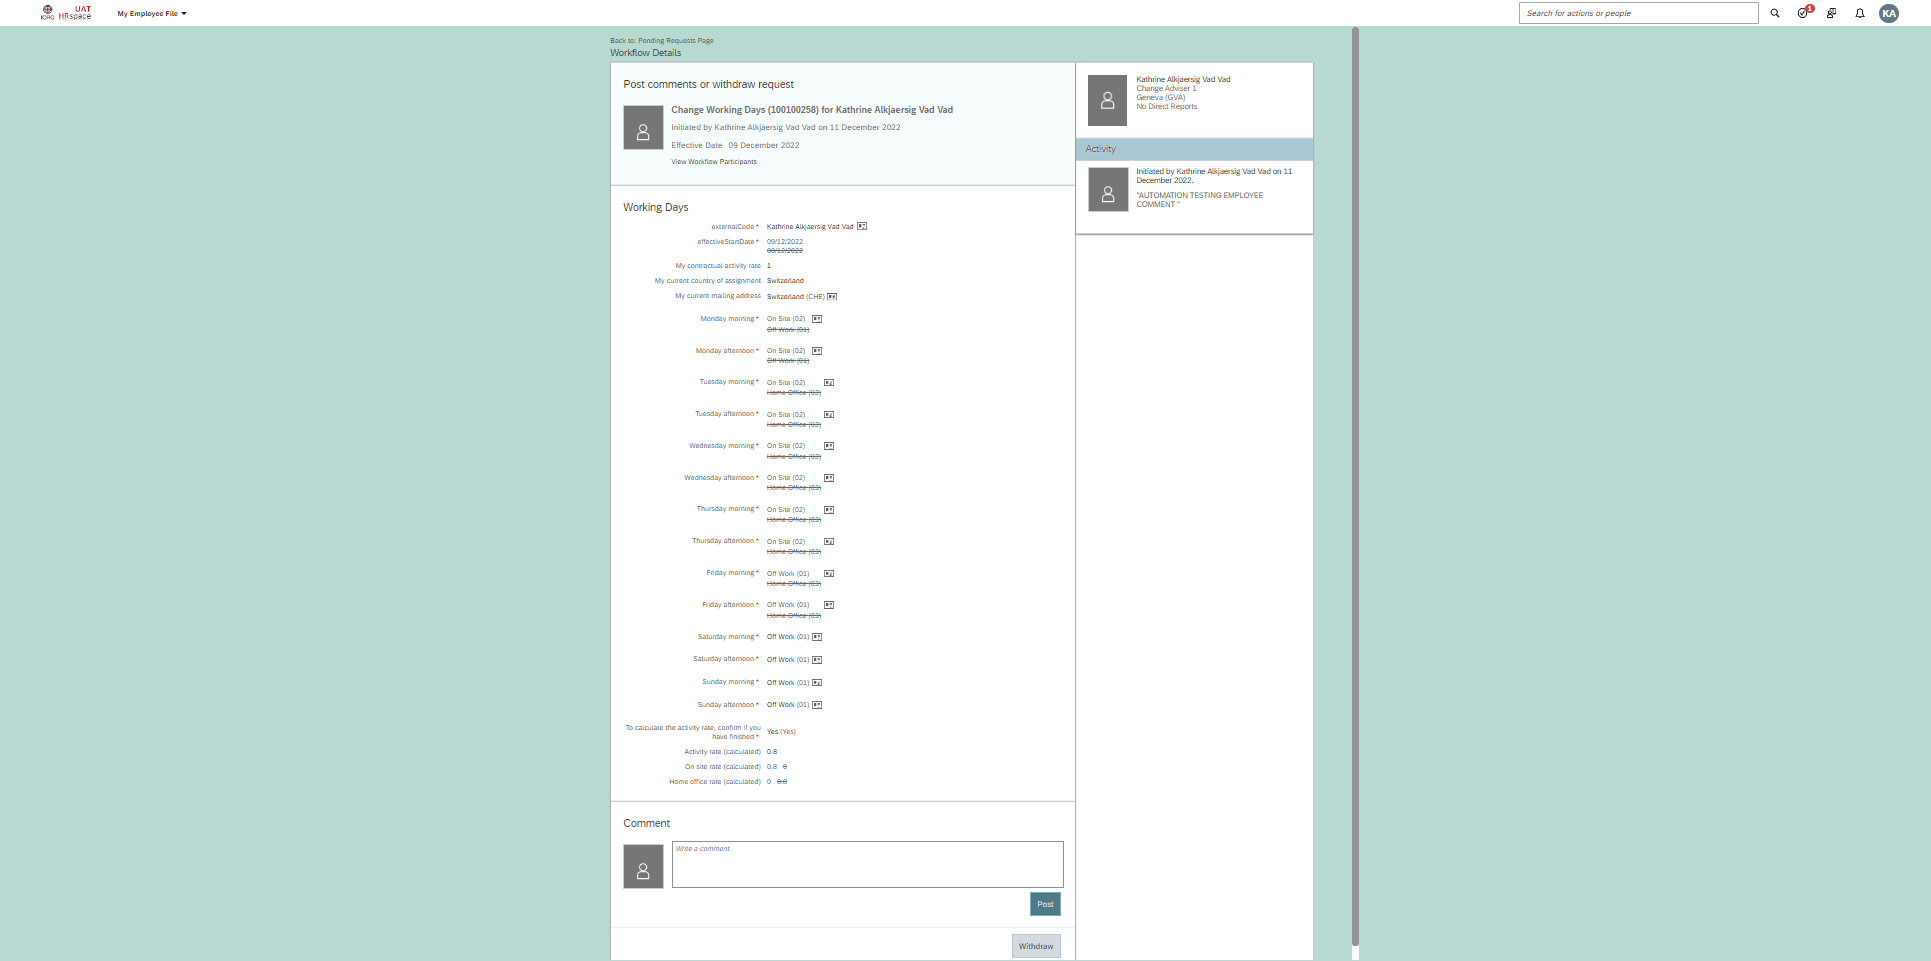 ICRC
UAT
HRspace
My Employee File
Search for actions or people
1
KA
Back to: Pending Requests Page
Workflow Details
Post comments or withdraw request
Change Working Days (100100258) for Kathrine Alkjaersig Vad Vad
Initiated by Kathrine Alkjaersig Vad Vad on 11 December 2022
Effective Date 09 December 2022
View Workflow Participants
Working Days
externalCode * Kathrine Alkjaersig Vad Vad
effectiveStartDate * 09/12/2022
08/12/2022
My contractual activity rate 1
My current country of assignment Switzerland
My current mailing address Switzerland (CHE)
Monday morning * On Site (02)
Off Work (01)
Monday afternoon * On Site (02)
Off Work (01)
Tuesday morning * On Site (02)
Home Office (03)
Tuesday afternoon * On Site (02)
Home Office (03)
Wednesday morning * On Site (02)
Home Office (03)
Wednesday afternoon * On Site (02)
Home Office (03)
Thursday morning * On Site (02)
Home Office (03)
Thursday afternoon * On Site (02)
Home Office (03)
Friday morning * Off Work (01)
Home Office (03)
Friday afternoon * Off Work (01)
Home Office (03)
Saturday morning * Off Work (01)
Saturday afternoon * Off Work (01)
Sunday morning * Off Work (01)
Sunday afternoon * Off Work (01)
To calculate the activity rate, confirm if you
have finished * Yes (Yes)
Activity rate (calculated) 0.8
On site rate (calculated) 0.8 0
Home office rate (calculated) 0 0.8
Comment
Write a comment
Post
Withdraw
Kathrine Alkjaersig Vad Vad
Change Adviser 1
Geneva (GVA)
No Direct Reports
Activity
Initiated by Kathrine Alkjaersig Vad Vad on 11
December 2022.
"AUTOMATION TESTING EMPLOYEE
COMMENT "